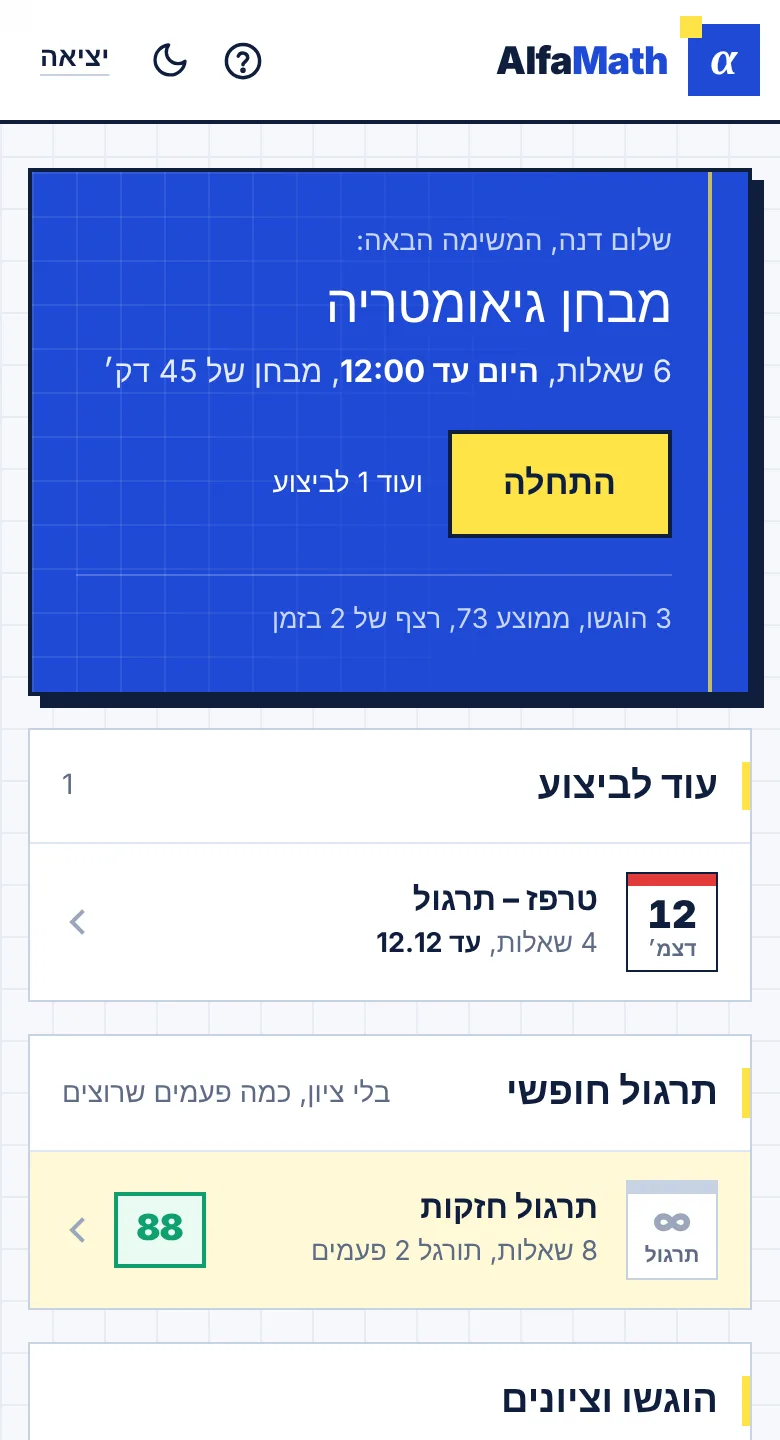 α AlfaMath
יציאה
שלום דנה, המשימה הבאה:
מבחן גיאומטריה
6 שאלות, היום עד 12:00, מבחן של 45 דק׳
התחלה
ועוד 1 לביצוע
3 הוגשו, ממוצע 73, רצף של 2 בזמן
עוד לביצוע
1
12
דצמ׳
טרפז – תרגול
4 שאלות, עד 12.12
תרגול חופשי
בלי ציון, כמה פעמים שרוצים
∞
תרגול
תרגול חזקות
8 שאלות, תורגל 2 פעמים
88
הוגשו וציונים